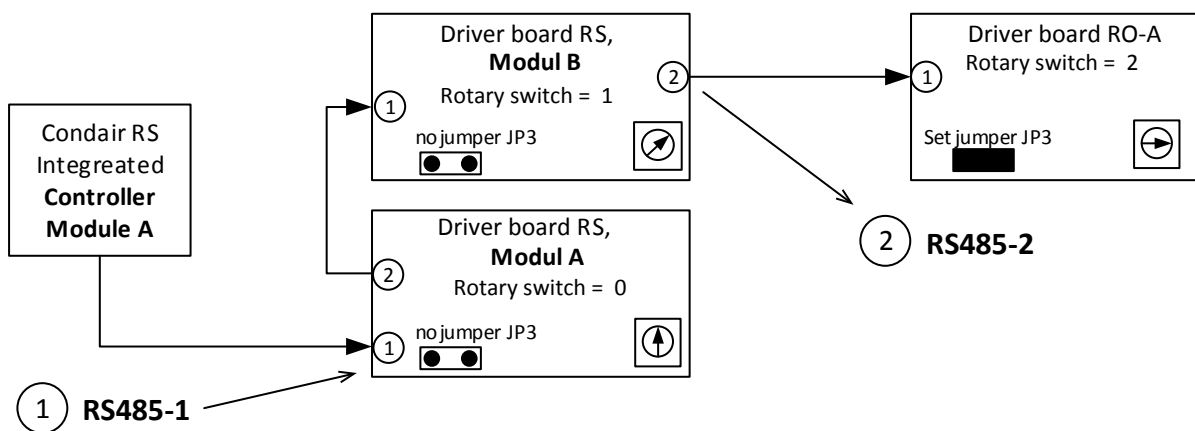 Condair RS
Integreated
Controller
Module A
Driver board RS,
Modul B
Rotary switch = 1
no jumper JP3
1
2
Driver board RO-A
Rotary switch = 2
1
Set jumper JP3
Driver board RS,
Modul A
Rotary switch = 0
2
no jumper JP3
1
2 RS485-2
1 RS485-1